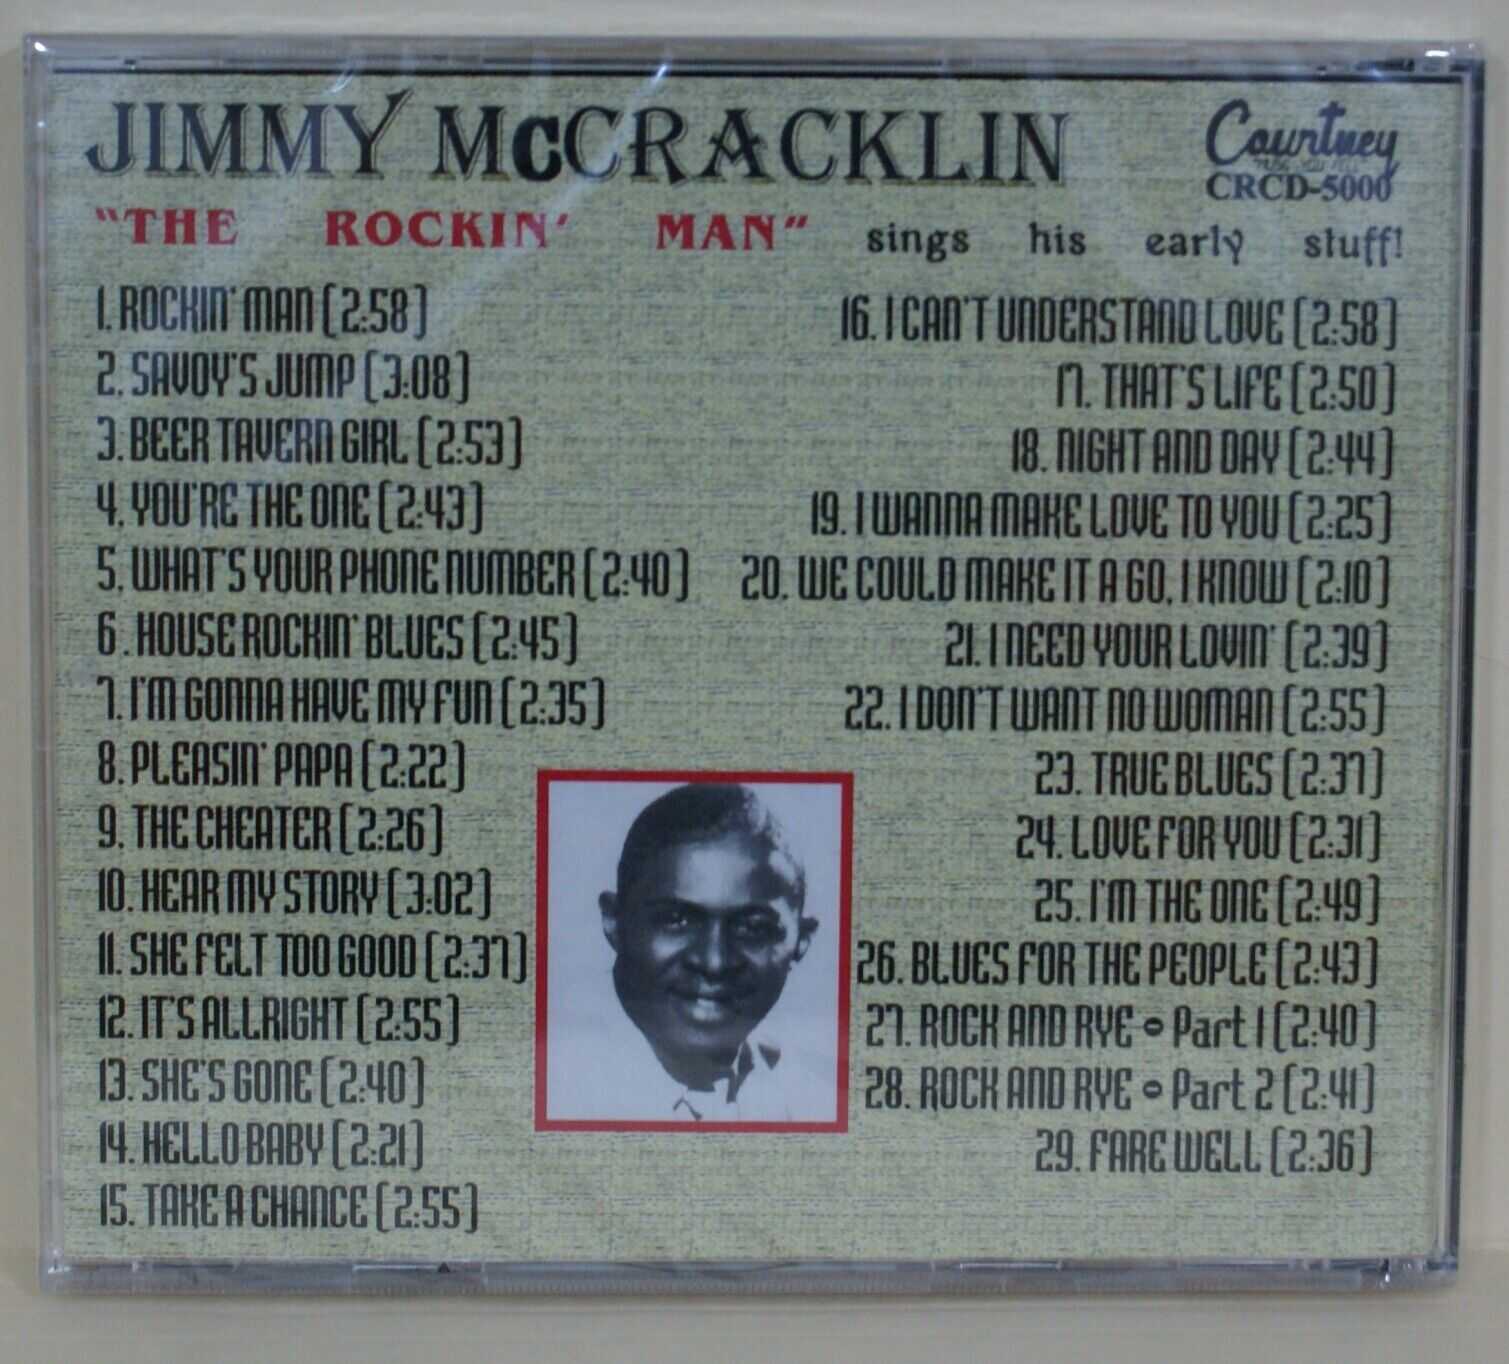 JIMMY McCRACKLIN
Courtney
CRCD-5000
"THE ROCKIN' MAN" sings his early stuff!
1. ROCKIN' MAN (2:58)
2. SAVOY'S JUMP (3:08)
3. BEER TAVERN GIRL (2:53)
4. YOU'RE THE ONE (2:43)
5. WHAT'S YOUR PHONE NUMBER (2:40)
6. HOUSE ROCKIN' BLUES (2:45)
7. I'M GONNA HAVE MY FUN (2:35)
8. PLEASIN' PAPA (2:22)
9. THE CHEATER (2:26)
10. HEAR MY STORY (3:02)
11. SHE FELT TOO GOOD (2:37)
12. IT'S ALLRIGHT (2:55)
13. SHE'S GONE (2:40)
14. HELLO BABY (2:21)
15. TAKE A CHANCE (2:55)
16. I CAN'T UNDERSTAND LOVE (2:58)
17. THAT'S LIFE (2:50)
18. NIGHT AND DAY (2:44)
19. I WANNA MAKE LOVE TO YOU (2:25)
20. WE COULD MAKE IT A GO, I KNOW (2:10)
21. I NEED YOUR LOVIN' (2:39)
22. I DON'T WANT NO WOMAN (2:55)
23. TRUE BLUES (2:37)
24. LOVE FOR YOU (2:31)
25. I'M THE ONE (2:49)
26. BLUES FOR THE PEOPLE (2:43)
27. ROCK AND RYE - Part 1 (2:40)
28. ROCK AND RYE - Part 2 (2:41)
29. FARE WELL (2:36)